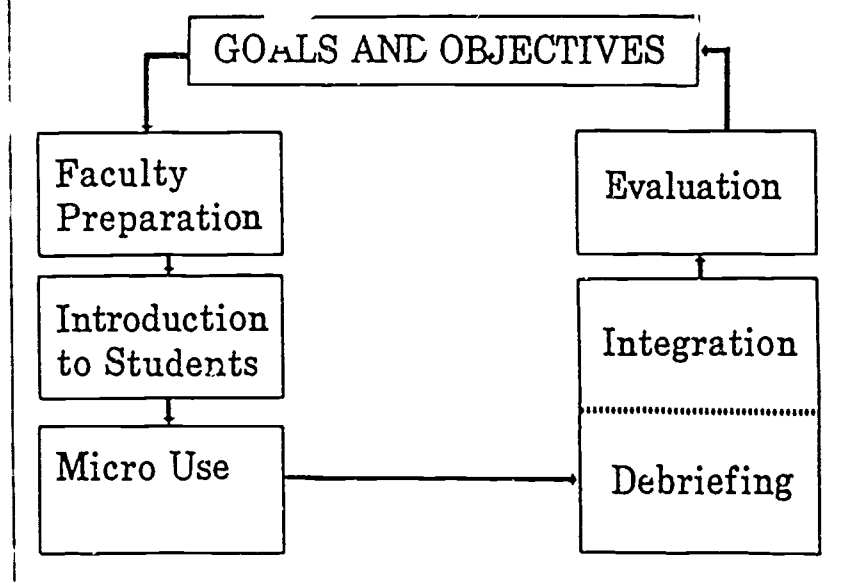 GOALS AND OBJECTIVES
Faculty
Preparation
Introduction
to Students
Micro Use
Debriefing
Integration
Evaluation